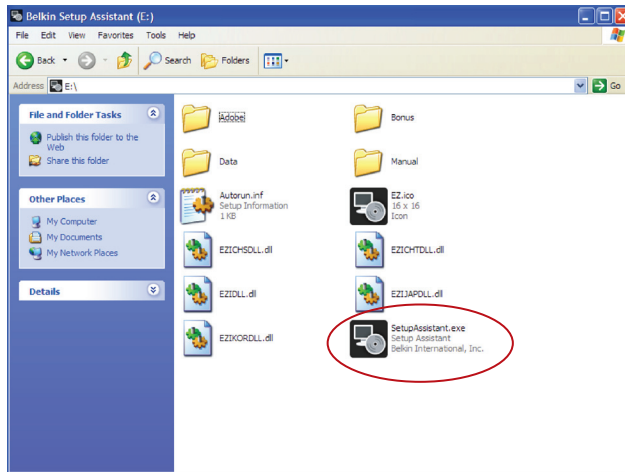 Belkin Setup Assistant (E:)
File Edit View Favorites Tools Help
Back Search Folders
Address E:\ Go
File and Folder Tasks
Publish this folder to the
Web
Share this folder
Other Places
My Computer
My Documents
My Network Places
Details
Adobe
Bonus
Data
Manual
Autorun.inf
Setup Information
1 KB
EZ.ico
16 x 16
Icon
EZICHSDLL.dll
EZICHTDLL.dll
EZIDLL.dll
EZIJAPDLL.dll
EZIKORDLL.dll
SetupAssistant.exe
Setup Assistant
Belkin International, Inc.